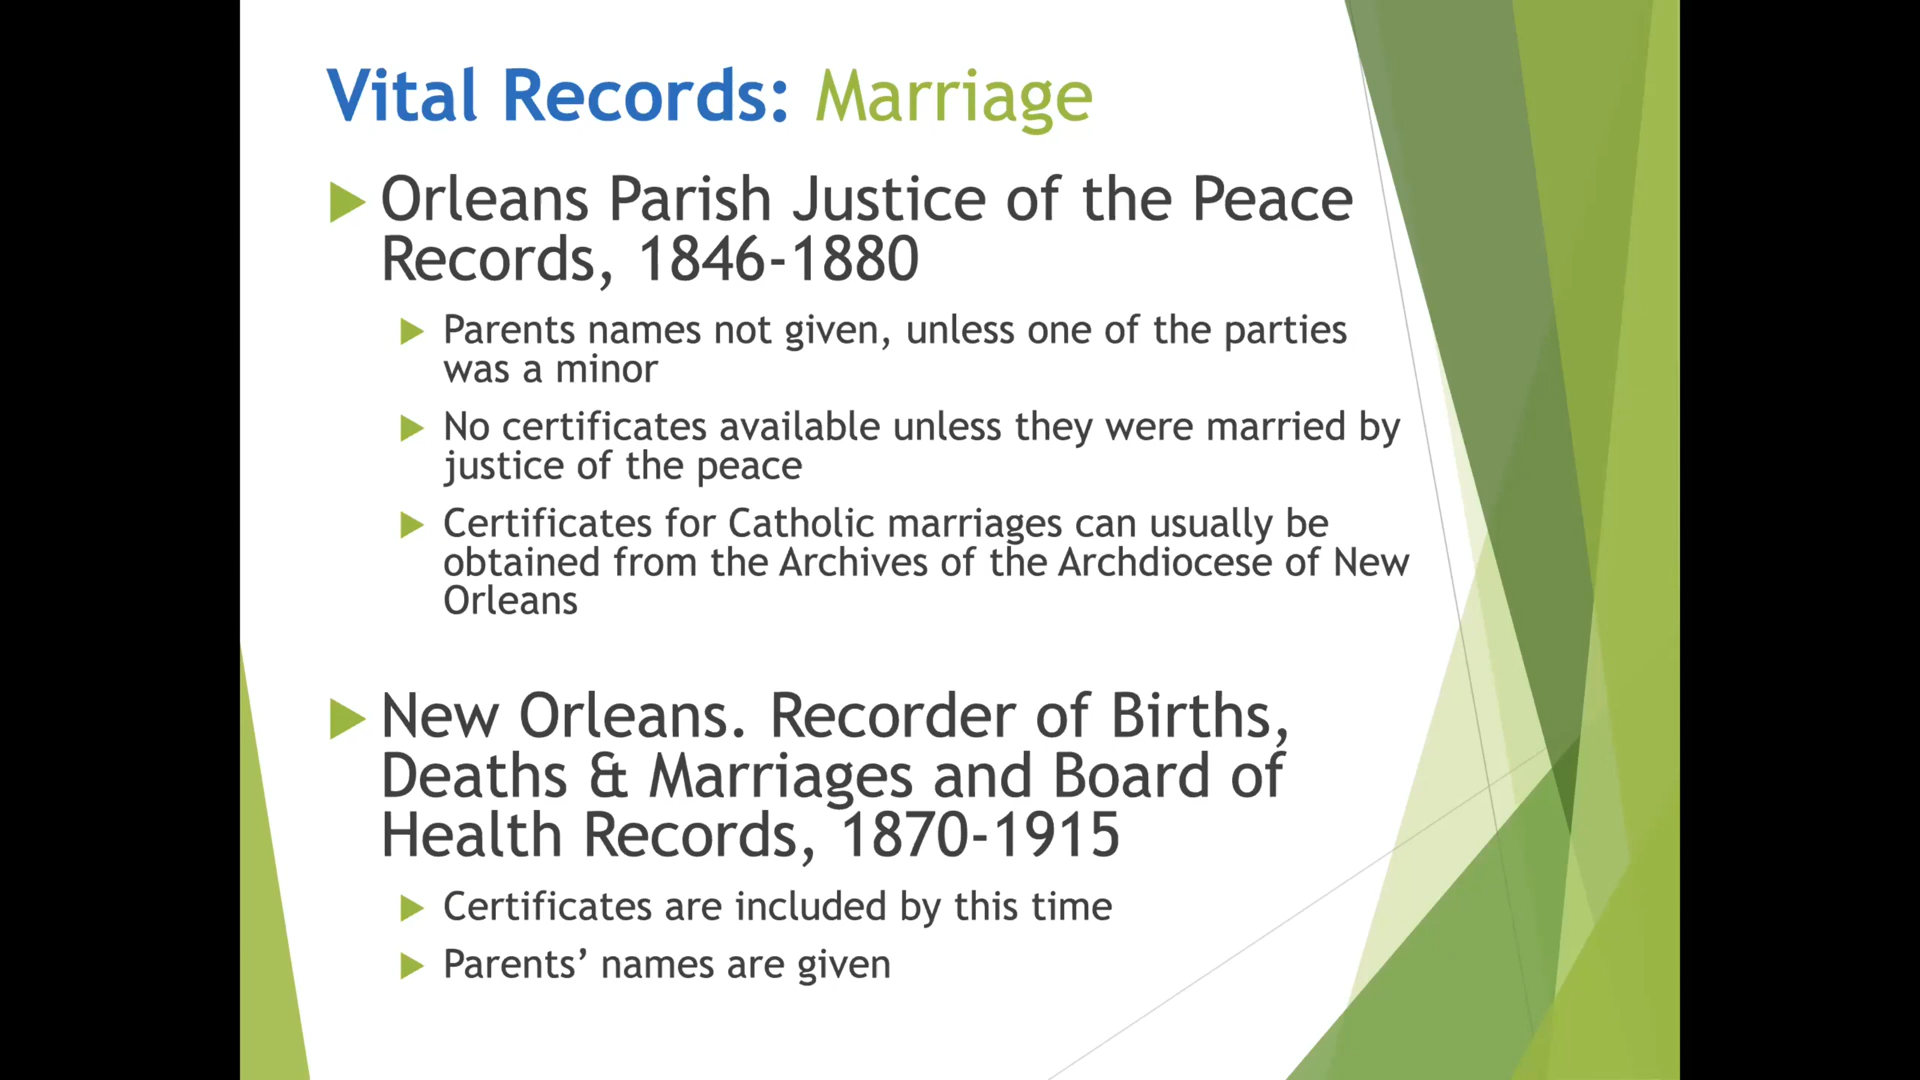 Vital Records: Marriage
Orleans Parish Justice of the Peace
Records, 1846-1880
Parents names not given, unless one of the parties
was a minor
No certificates available unless they were married by
justice of the peace
Certificates for Catholic marriages can usually be
obtained from the Archives of the Archdiocese of New
Orleans
New Orleans. Recorder of Births,
Deaths & Marriages and Board of
Health Records, 1870-1915
Certificates are included by this time
Parents’ names are given